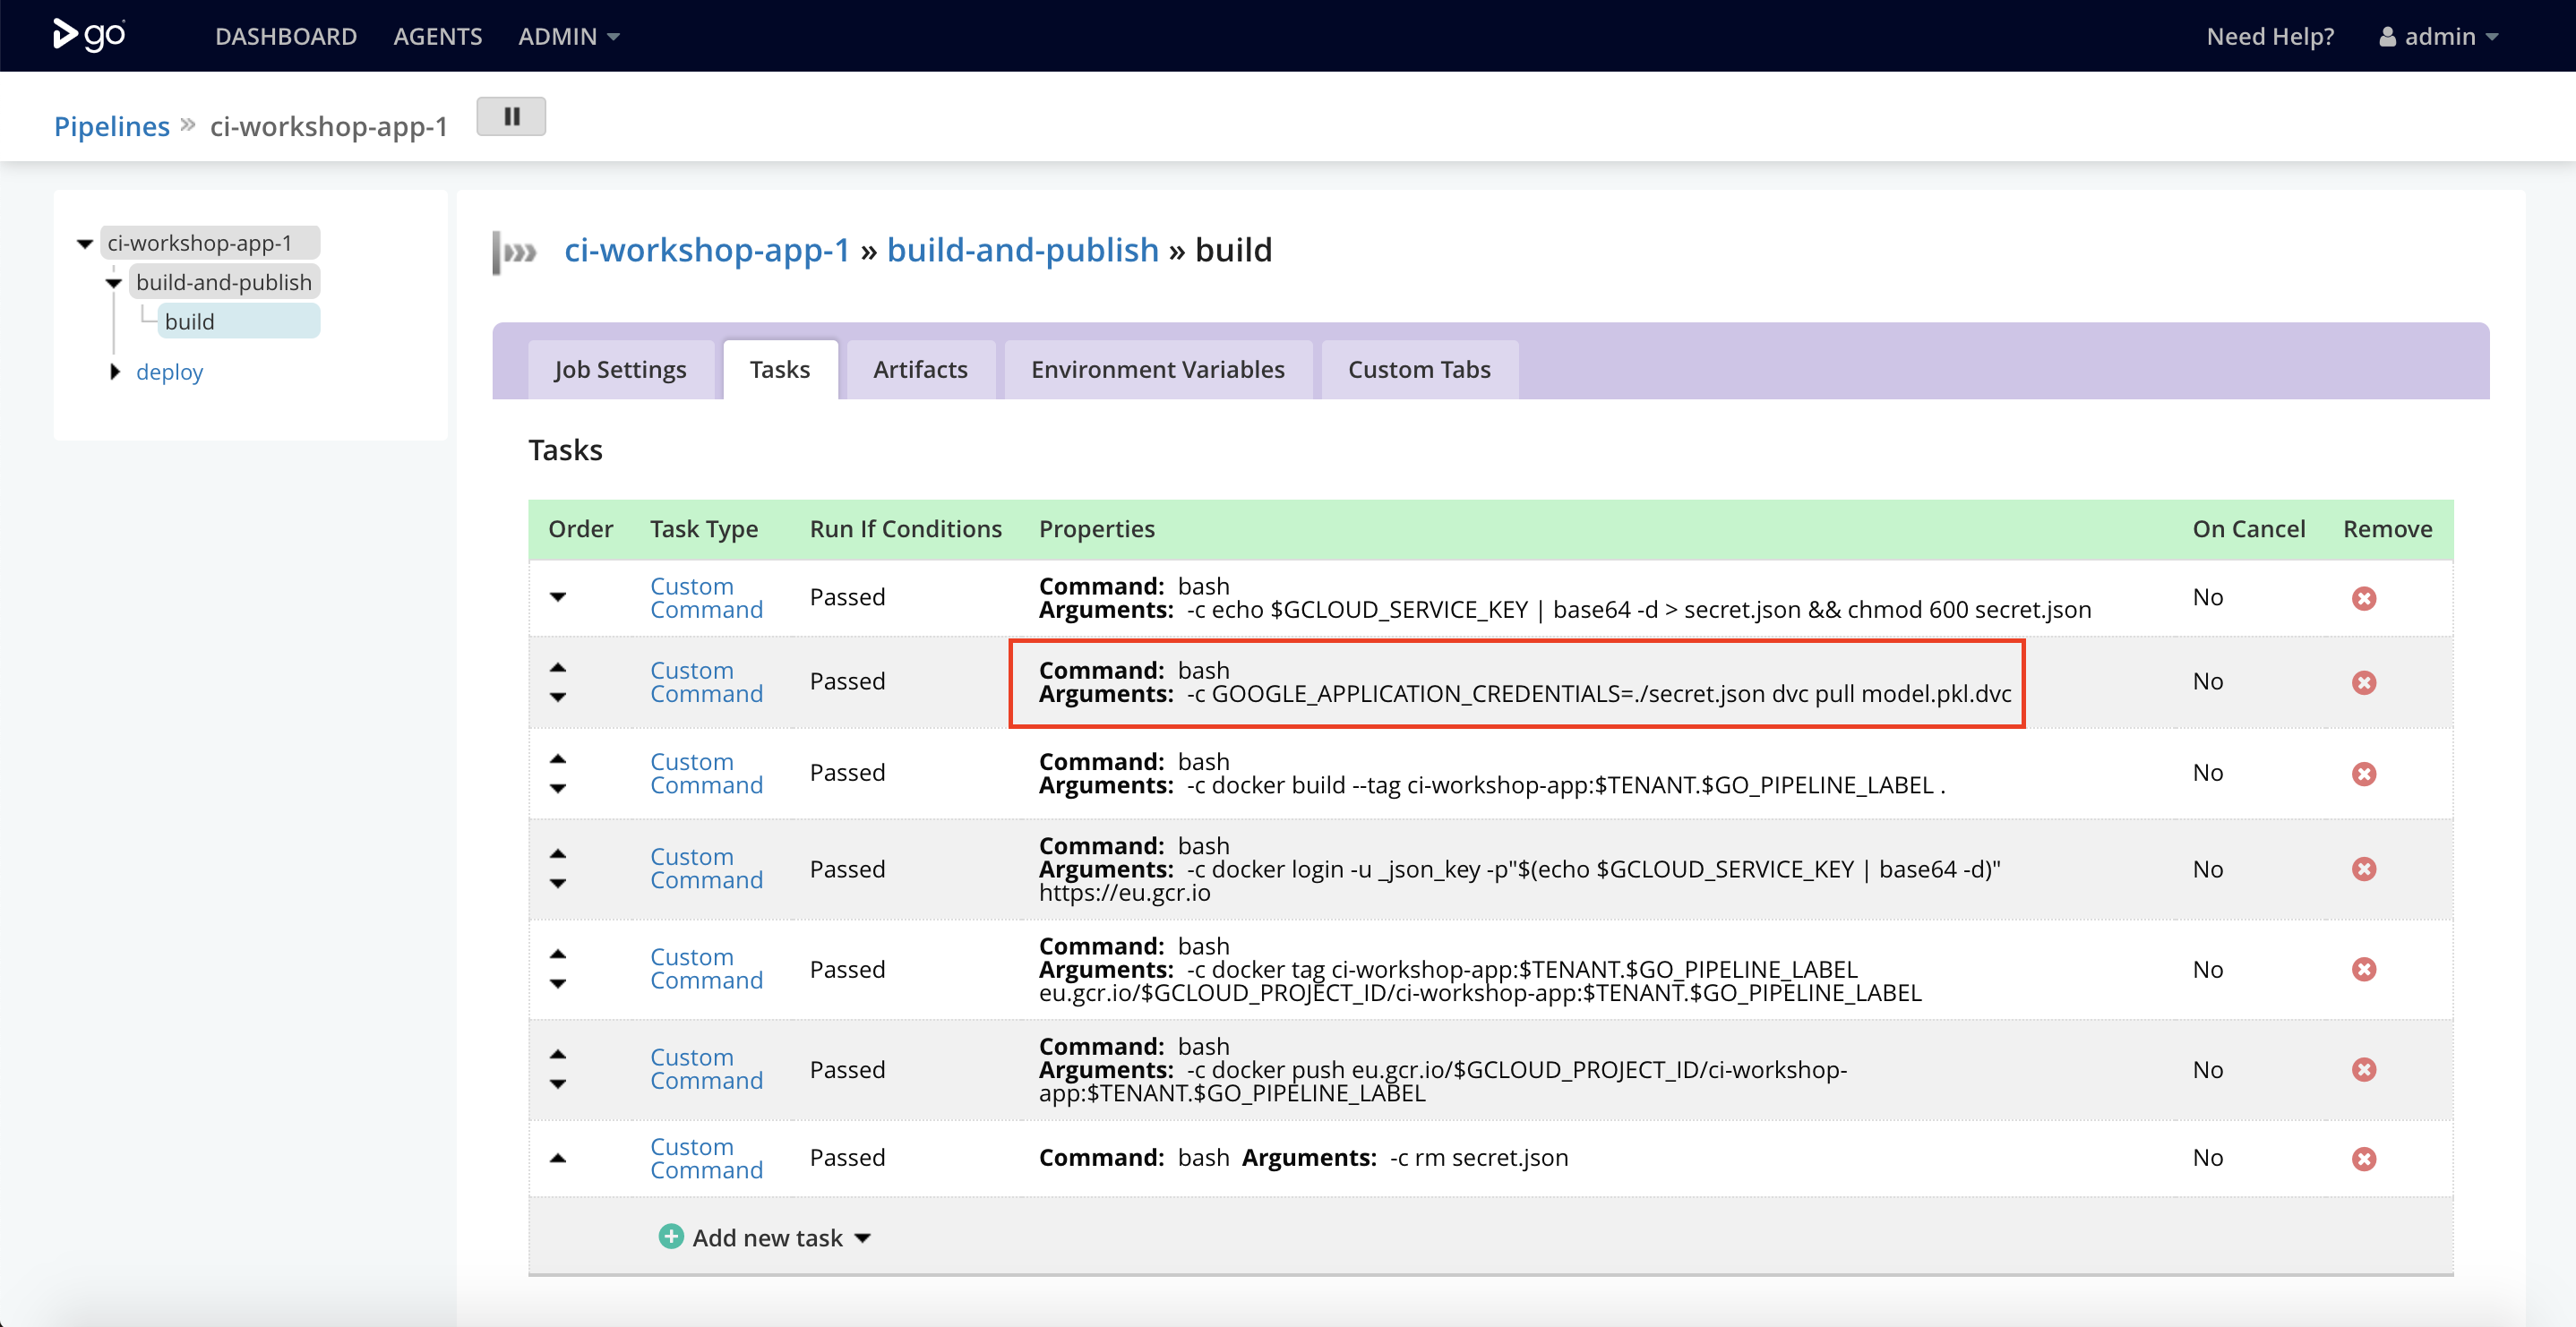 go DASHBOARD AGENTS ADMIN Need Help? admin
Pipelines » ci-workshop-app-1
ci-workshop-app-1
build-and-publish
build
deploy
ci-workshop-app-1 » build-and-publish » build
Job Settings Tasks Artifacts Environment Variables Custom Tabs
Tasks
Order Task Type Run If Conditions Properties On Cancel Remove
Custom Command Passed Command: bash
Arguments: -c echo $GCLOUD_SERVICE_KEY | base64 -d > secret.json && chmod 600 secret.json No
Custom Command Passed Command: bash
Arguments: -c GOOGLE_APPLICATION_CREDENTIALS=./secret.json dvc pull model.pkl.dvc No
Custom Command Passed Command: bash
Arguments: -c docker build --tag ci-workshop-app:$TENANT.$GO_PIPELINE_LABEL . No
Custom Command Passed Command: bash
Arguments: -c docker login -u _json_key -p"$(echo $GCLOUD_SERVICE_KEY | base64 -d)"
https://eu.gcr.io No
Custom Command Passed Command: bash
Arguments: -c docker tag ci-workshop-app:$TENANT.$GO_PIPELINE_LABEL
eu.gcr.io/$GCLOUD_PROJECT_ID/ci-workshop-app:$TENANT.$GO_PIPELINE_LABEL No
Custom Command Passed Command: bash
Arguments: -c docker push eu.gcr.io/$GCLOUD_PROJECT_ID/ci-workshop-
app:$TENANT.$GO_PIPELINE_LABEL No
Custom Command Passed Command: bash Arguments: -c rm secret.json No
Add new task